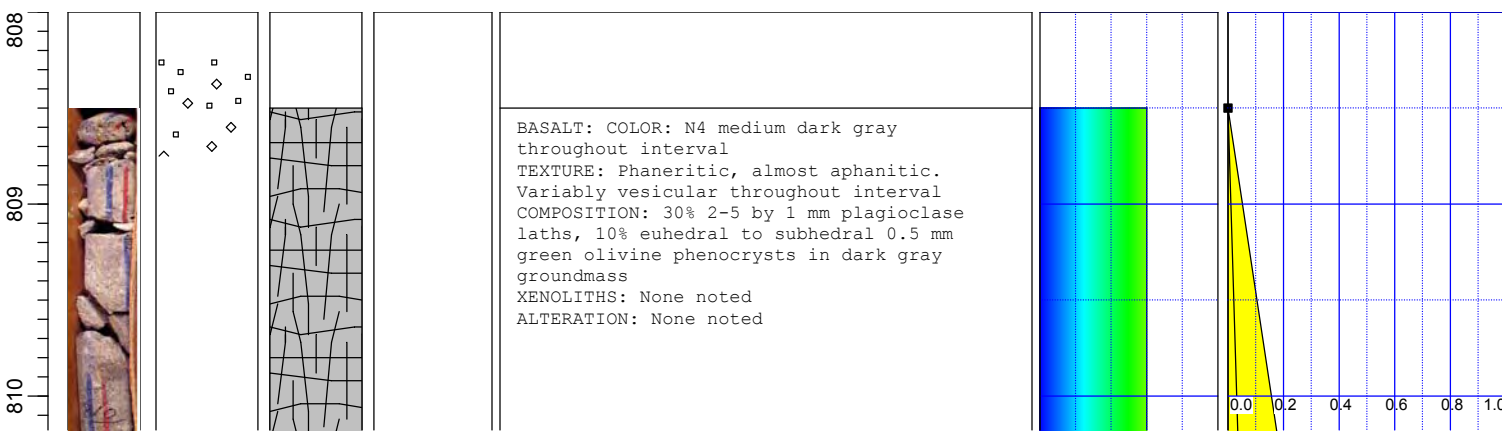 808
BASALT: COLOR: N4 medium dark gray
throughout interval
TEXTURE: Phaneritic, almost aphanitic.
Variably vesicular throughout interval
COMPOSITION: 30% 2-5 by 1 mm plagioclase
laths, 10% euhedral to subhedral 0.5 mm
green olivine phenocrysts in dark gray
groundmass
XENOLITHS: None noted
ALTERATION: None noted
809
810
0.0 0.2 0.4 0.6 0.8 1.0